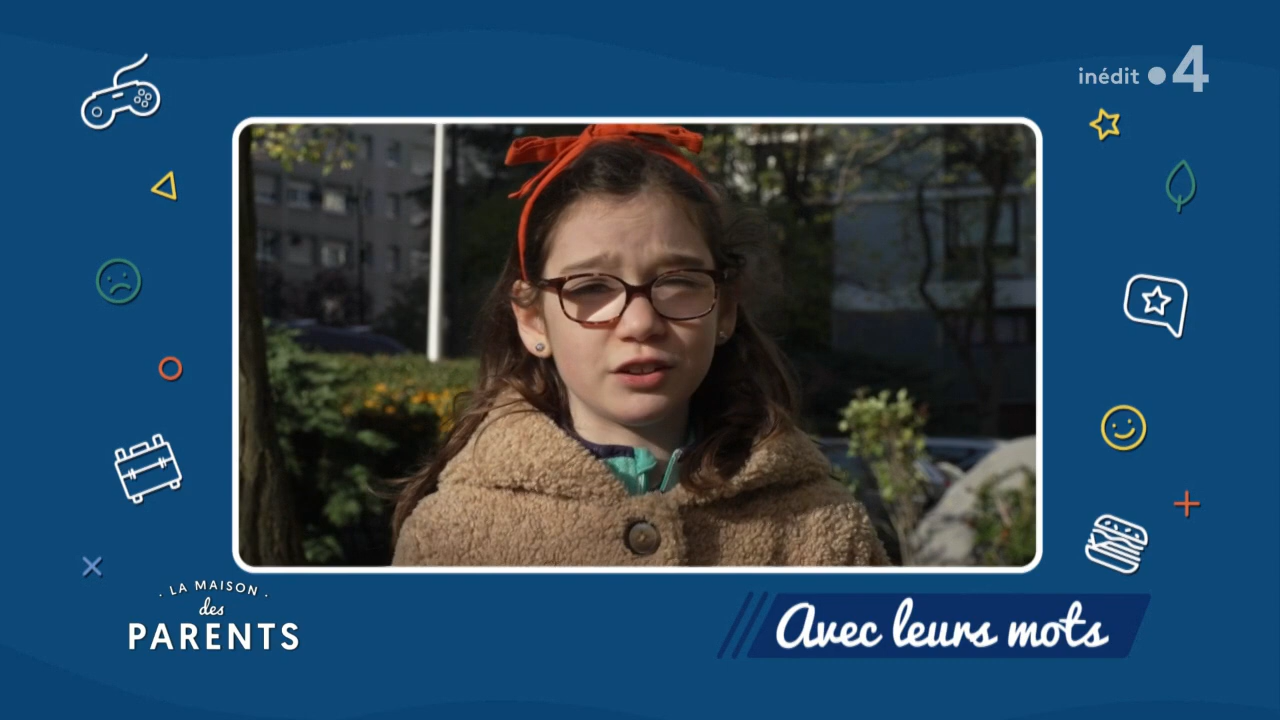 inédit 4
· LA MAISON ·
des
PARENTS
Avec leurs mots